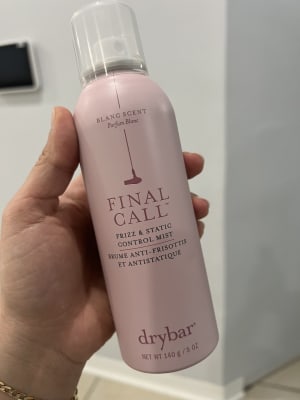 BLANC SCENT
Parfum Blanc
FINAL
CALL™
FRIZZ & STATIC
CONTROL MIST
BRUME ANTI-FRISOTTIS
ET ANTISTATIQUE
drybar®
NET WT 140 g / 5 OZ